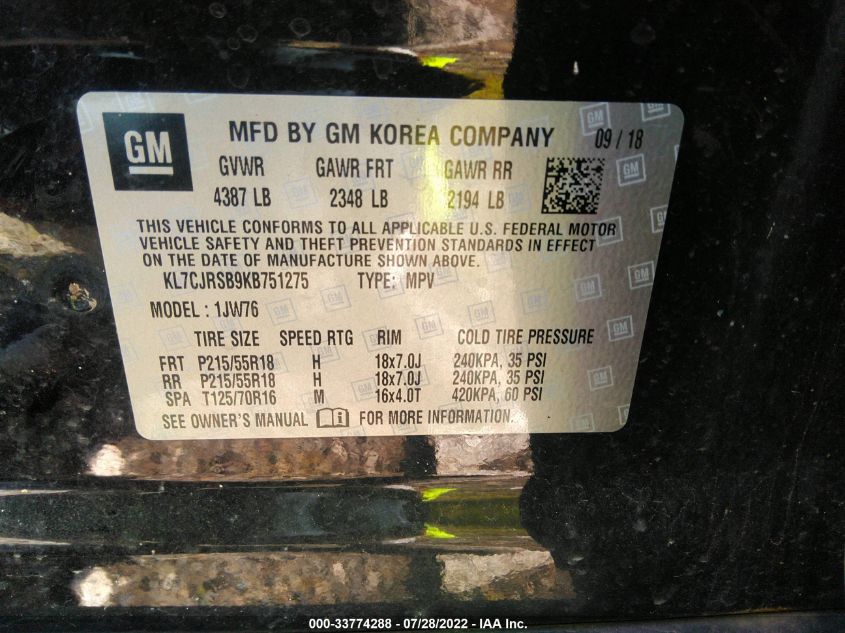 GM MFD BY GM KOREA COMPANY 09 / 18
GVWR GAWR FRT GAWR RR
4387 LB 2348 LB 2194 LB
THIS VEHICLE CONFORMS TO ALL APPLICABLE U.S. FEDERAL MOTOR
VEHICLE SAFETY AND THEFT PREVENTION STANDARDS IN EFFECT
ON THE DATE OF MANUFACTURE SHOWN ABOVE.
KL7CJRSB9KB751275 TYPE: MPV
MODEL : 1JW76
TIRE SIZE SPEED RTG RIM COLD TIRE PRESSURE
FRT P215/55R18 H 18x7.0J 240KPA, 35 PSI
RR P215/55R18 H 18x7.0J 240KPA, 35 PSI
SPA T125/70R16 M 16x4.0T 420KPA, 60 PSI
SEE OWNER'S MANUAL FOR MORE INFORMATION.
000-33774288 - 07/28/2022 - IAA Inc.